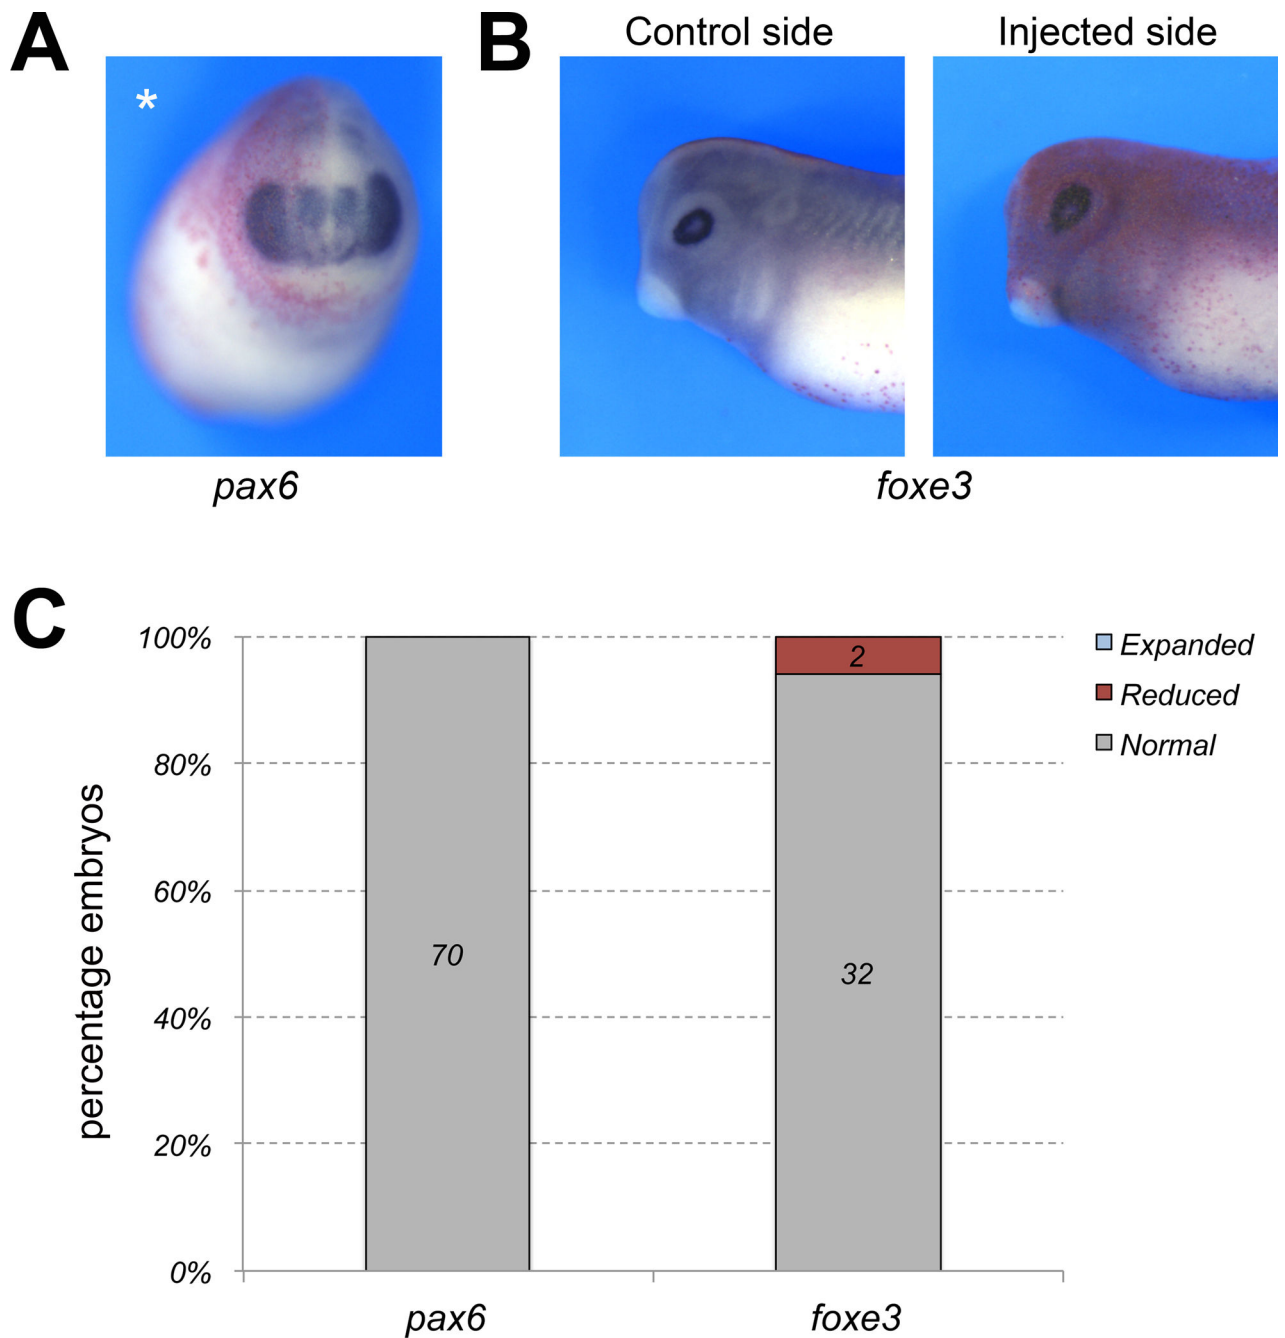 A
B
Control side
Injected side
*
pax6
foxe3
C
100%
80%
60%
40%
20%
0%
percentage embryos
70
2
32
pax6
foxe3
Expanded
Reduced
Normal